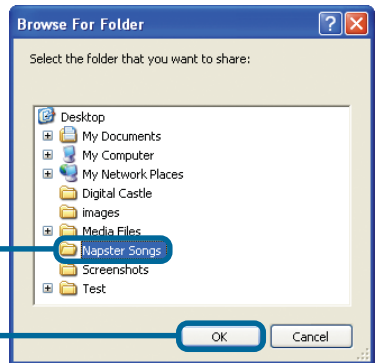 Browse For Folder
Select the folder that you want to share:
Desktop
My Documents
My Computer
My Network Places
Digital Castle
images
Media Files
Napster Songs
Screenshots
Test
OK Cancel